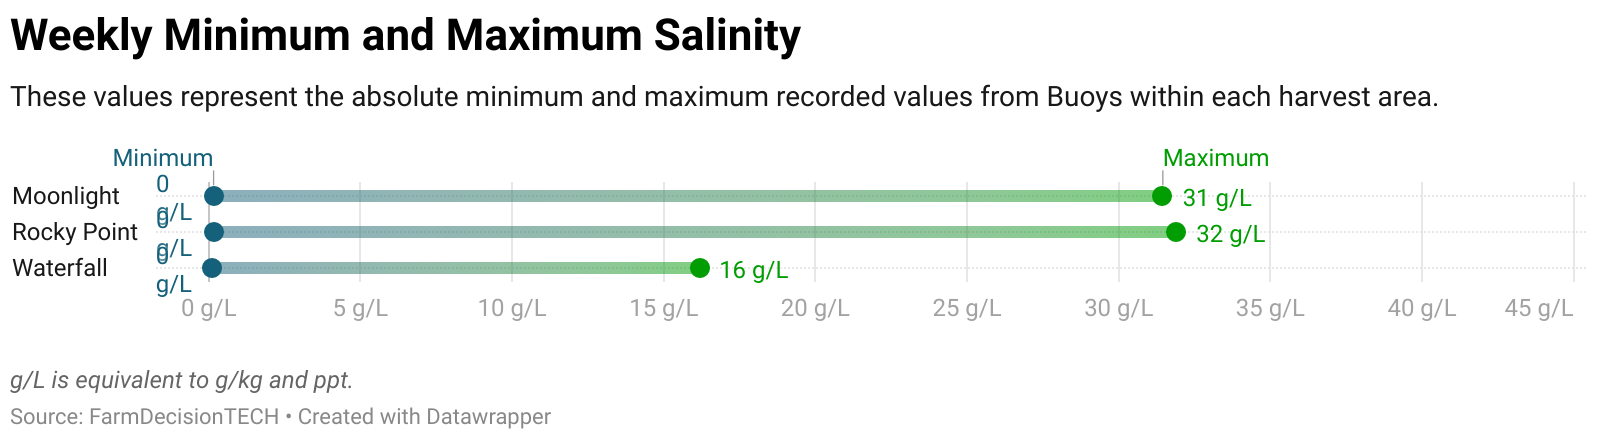 Weekly Minimum and Maximum Salinity
These values represent the absolute minimum and maximum recorded values from Buoys within each harvest area.
Minimum Maximum
Moonlight 0 g/L 31 g/L
Rocky Point 0 g/L 32 g/L
Waterfall 0 g/L 16 g/L
0 g/L 5 g/L 10 g/L 15 g/L 20 g/L 25 g/L 30 g/L 35 g/L 40 g/L 45 g/L
g/L is equivalent to g/kg and ppt.
Source: FarmDecisionTECH • Created with Datawrapper